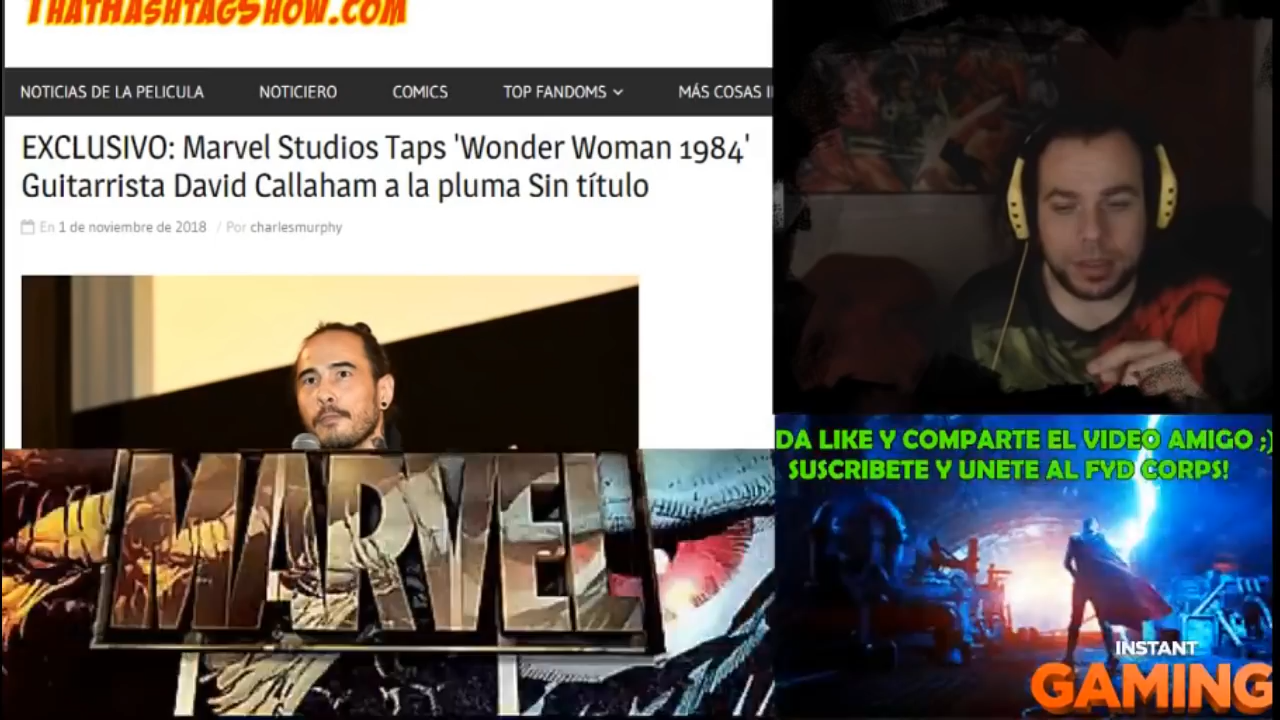 THATHASHTAGSHOW.COM
NOTICIAS DE LA PELICULA NOTICIERO COMICS TOP FANDOMS MÁS COSAS
EXCLUSIVO: Marvel Studios Taps 'Wonder Woman 1984'
Guitarrista David Callaham a la pluma Sin título
En 1 de noviembre de 2018 / Por charlesmurphy
MARVEL
DA LIKE Y COMPARTE EL VIDEO AMIGO ;)
SUSCRIBETE Y UNETE AL FYD CORPS!
INSTANT
GAMING